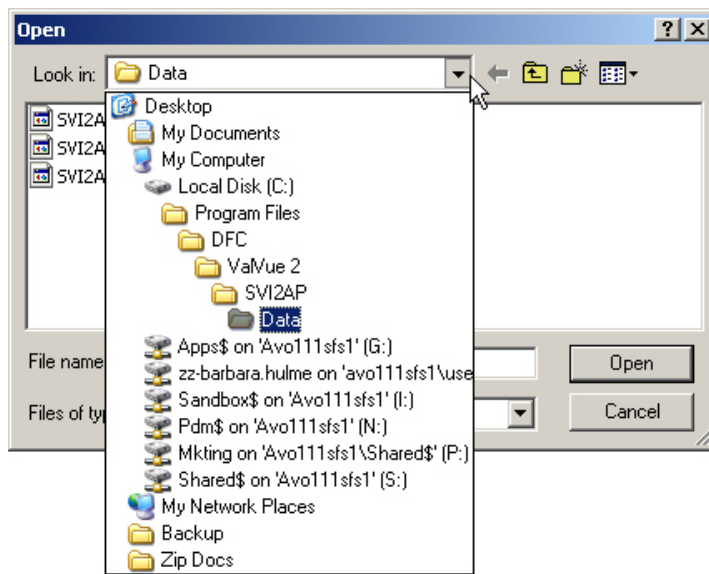 Open
Look in: Data
Desktop
SVI2A
My Documents
SVI2A
My Computer
SVI2A
Local Disk (C:)
Program Files
DFC
ValVue 2
SVI2AP
Data
Apps$ on 'Avo111sfs1' (G:)
File name
Open
zz-barbara.hulme on 'avo111sfs1\use
Sandbox$ on 'Avo111sfs1' (I:)
Files of ty
Cancel
Pdm$ on 'Avo111sfs1' (N:)
Mkting on 'Avo111sfs1\Shared$' (P:)
Shared$ on 'Avo111sfs1' (S:)
My Network Places
Backup
Zip Docs